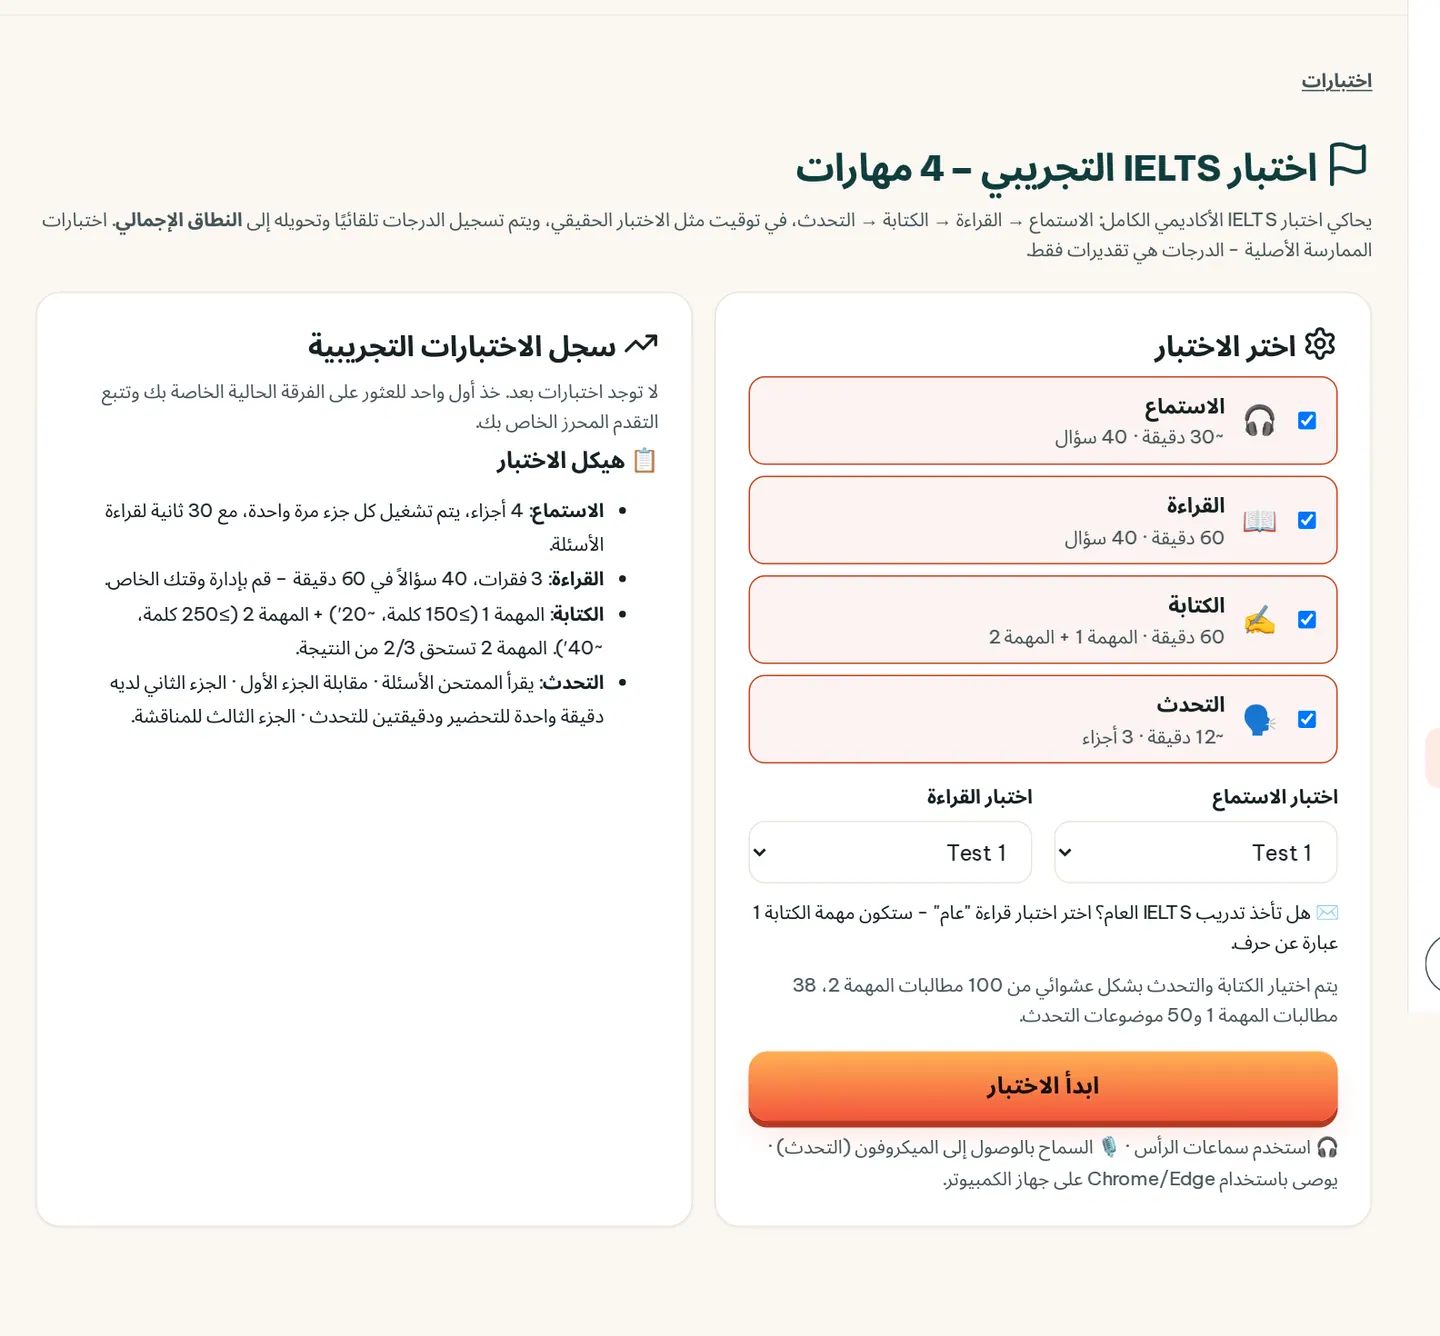 اختبارات
اختبار IELTS التجريبي – 4 مهارات
يحاكي اختبار IELTS الأكاديمي الكامل: الاستماع → القراءة → الكتابة → التحدث، في توقيت مثل الاختبار الحقيقي، ويتم تسجيل الدرجات تلقائيًا وتحويله إلى النطاق الإجمالي. اختبارات
الممارسة الأصلية – الدرجات هي تقديرات فقط.
اختر الاختبار
الاستماع
~30 دقيقة · 40 سؤال
القراءة
60 دقيقة · 40 سؤال
الكتابة
60 دقيقة · المهمة 1 + المهمة 2
التحدث
~12 دقيقة · 3 أجزاء
اختبار الاستماع
Test 1
اختبار القراءة
Test 1
✉️ هل تأخذ تدريب IELTS العام؟ اختر اختبار قراءة "عام" – ستكون مهمة الكتابة 1
عبارة عن حرف.
يتم اختيار الكتابة والتحدث بشكل عشوائي من 100 مطالبات المهمة 2، 38
مطالبات المهمة 1 و50 موضوعات التحدث.
ابدأ الاختبار
🎧 استخدم سماعات الرأس · 🎙️ السماح بالوصول إلى الميكروفون (التحدث) ·
يوصى باستخدام Chrome/Edge على جهاز الكمبيوتر.
سجل الاختبارات التجريبية
لا توجد اختبارات بعد. خذ أول واحد للعثور على الفرقة الحالية الخاصة بك وتتبع
التقدم المحرز الخاص بك.
📋 هيكل الاختبار
• الاستماع: 4 أجزاء، يتم تشغيل كل جزء مرة واحدة، مع 30 ثانية لقراءة
الأسئلة.
• القراءة: 3 فقرات، 40 سؤالاً في 60 دقيقة – قم بإدارة وقتك الخاص.
• الكتابة: المهمة 1 (≥150 كلمة، ~20′) + المهمة 2 (≥250 كلمة،
~40′). المهمة 2 تستحق 2/3 من النتيجة.
• التحدث: يقرأ الممتحن الأسئلة · مقابلة الجزء الأول · الجزء الثاني لديه
دقيقة واحدة للتحضير ودقيقتين للتحدث · الجزء الثالث للمناقشة.